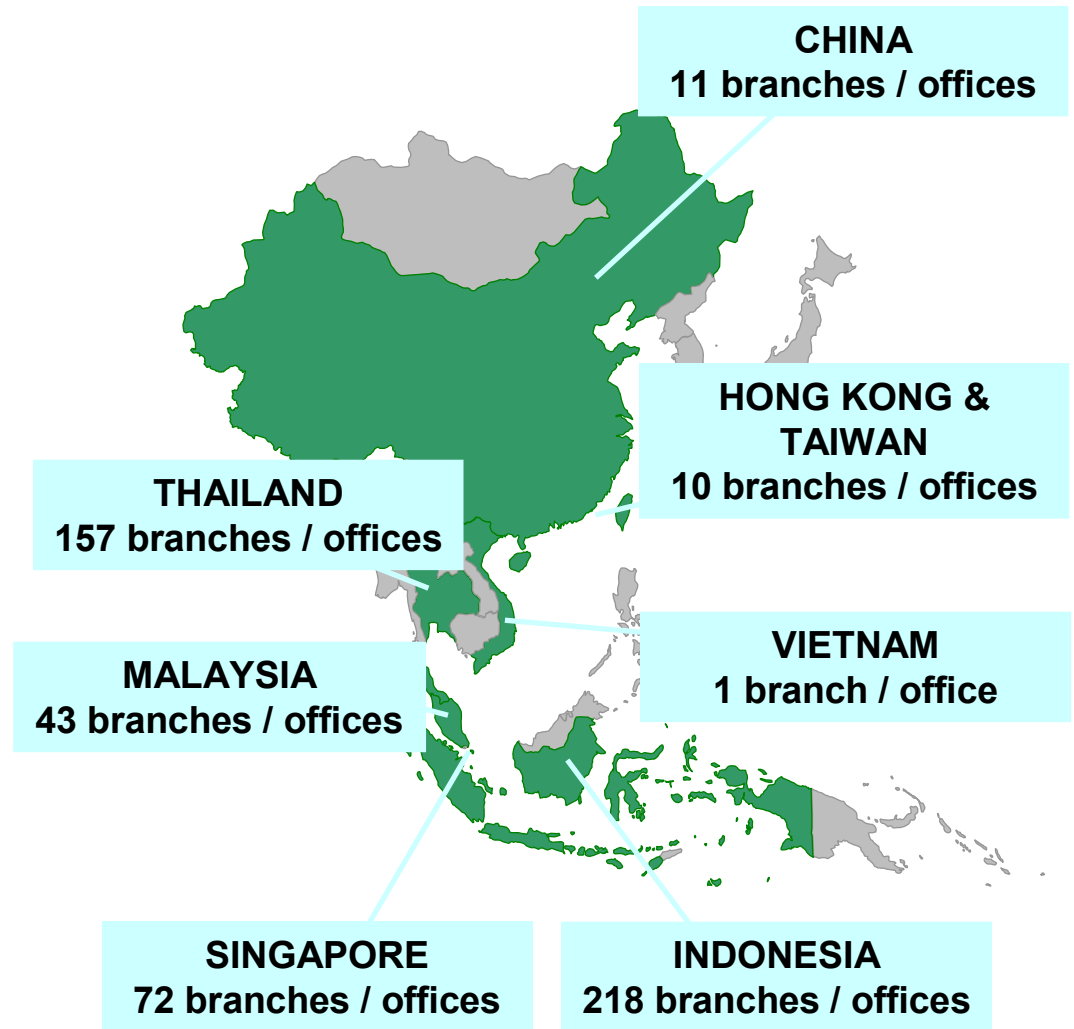 CHINA
11 branches / offices
HONG KONG &
TAIWAN
10 branches / offices
THAILAND
157 branches / offices
VIETNAM
1 branch / office
MALAYSIA
43 branches / offices
SINGAPORE
72 branches / offices
INDONESIA
218 branches / offices